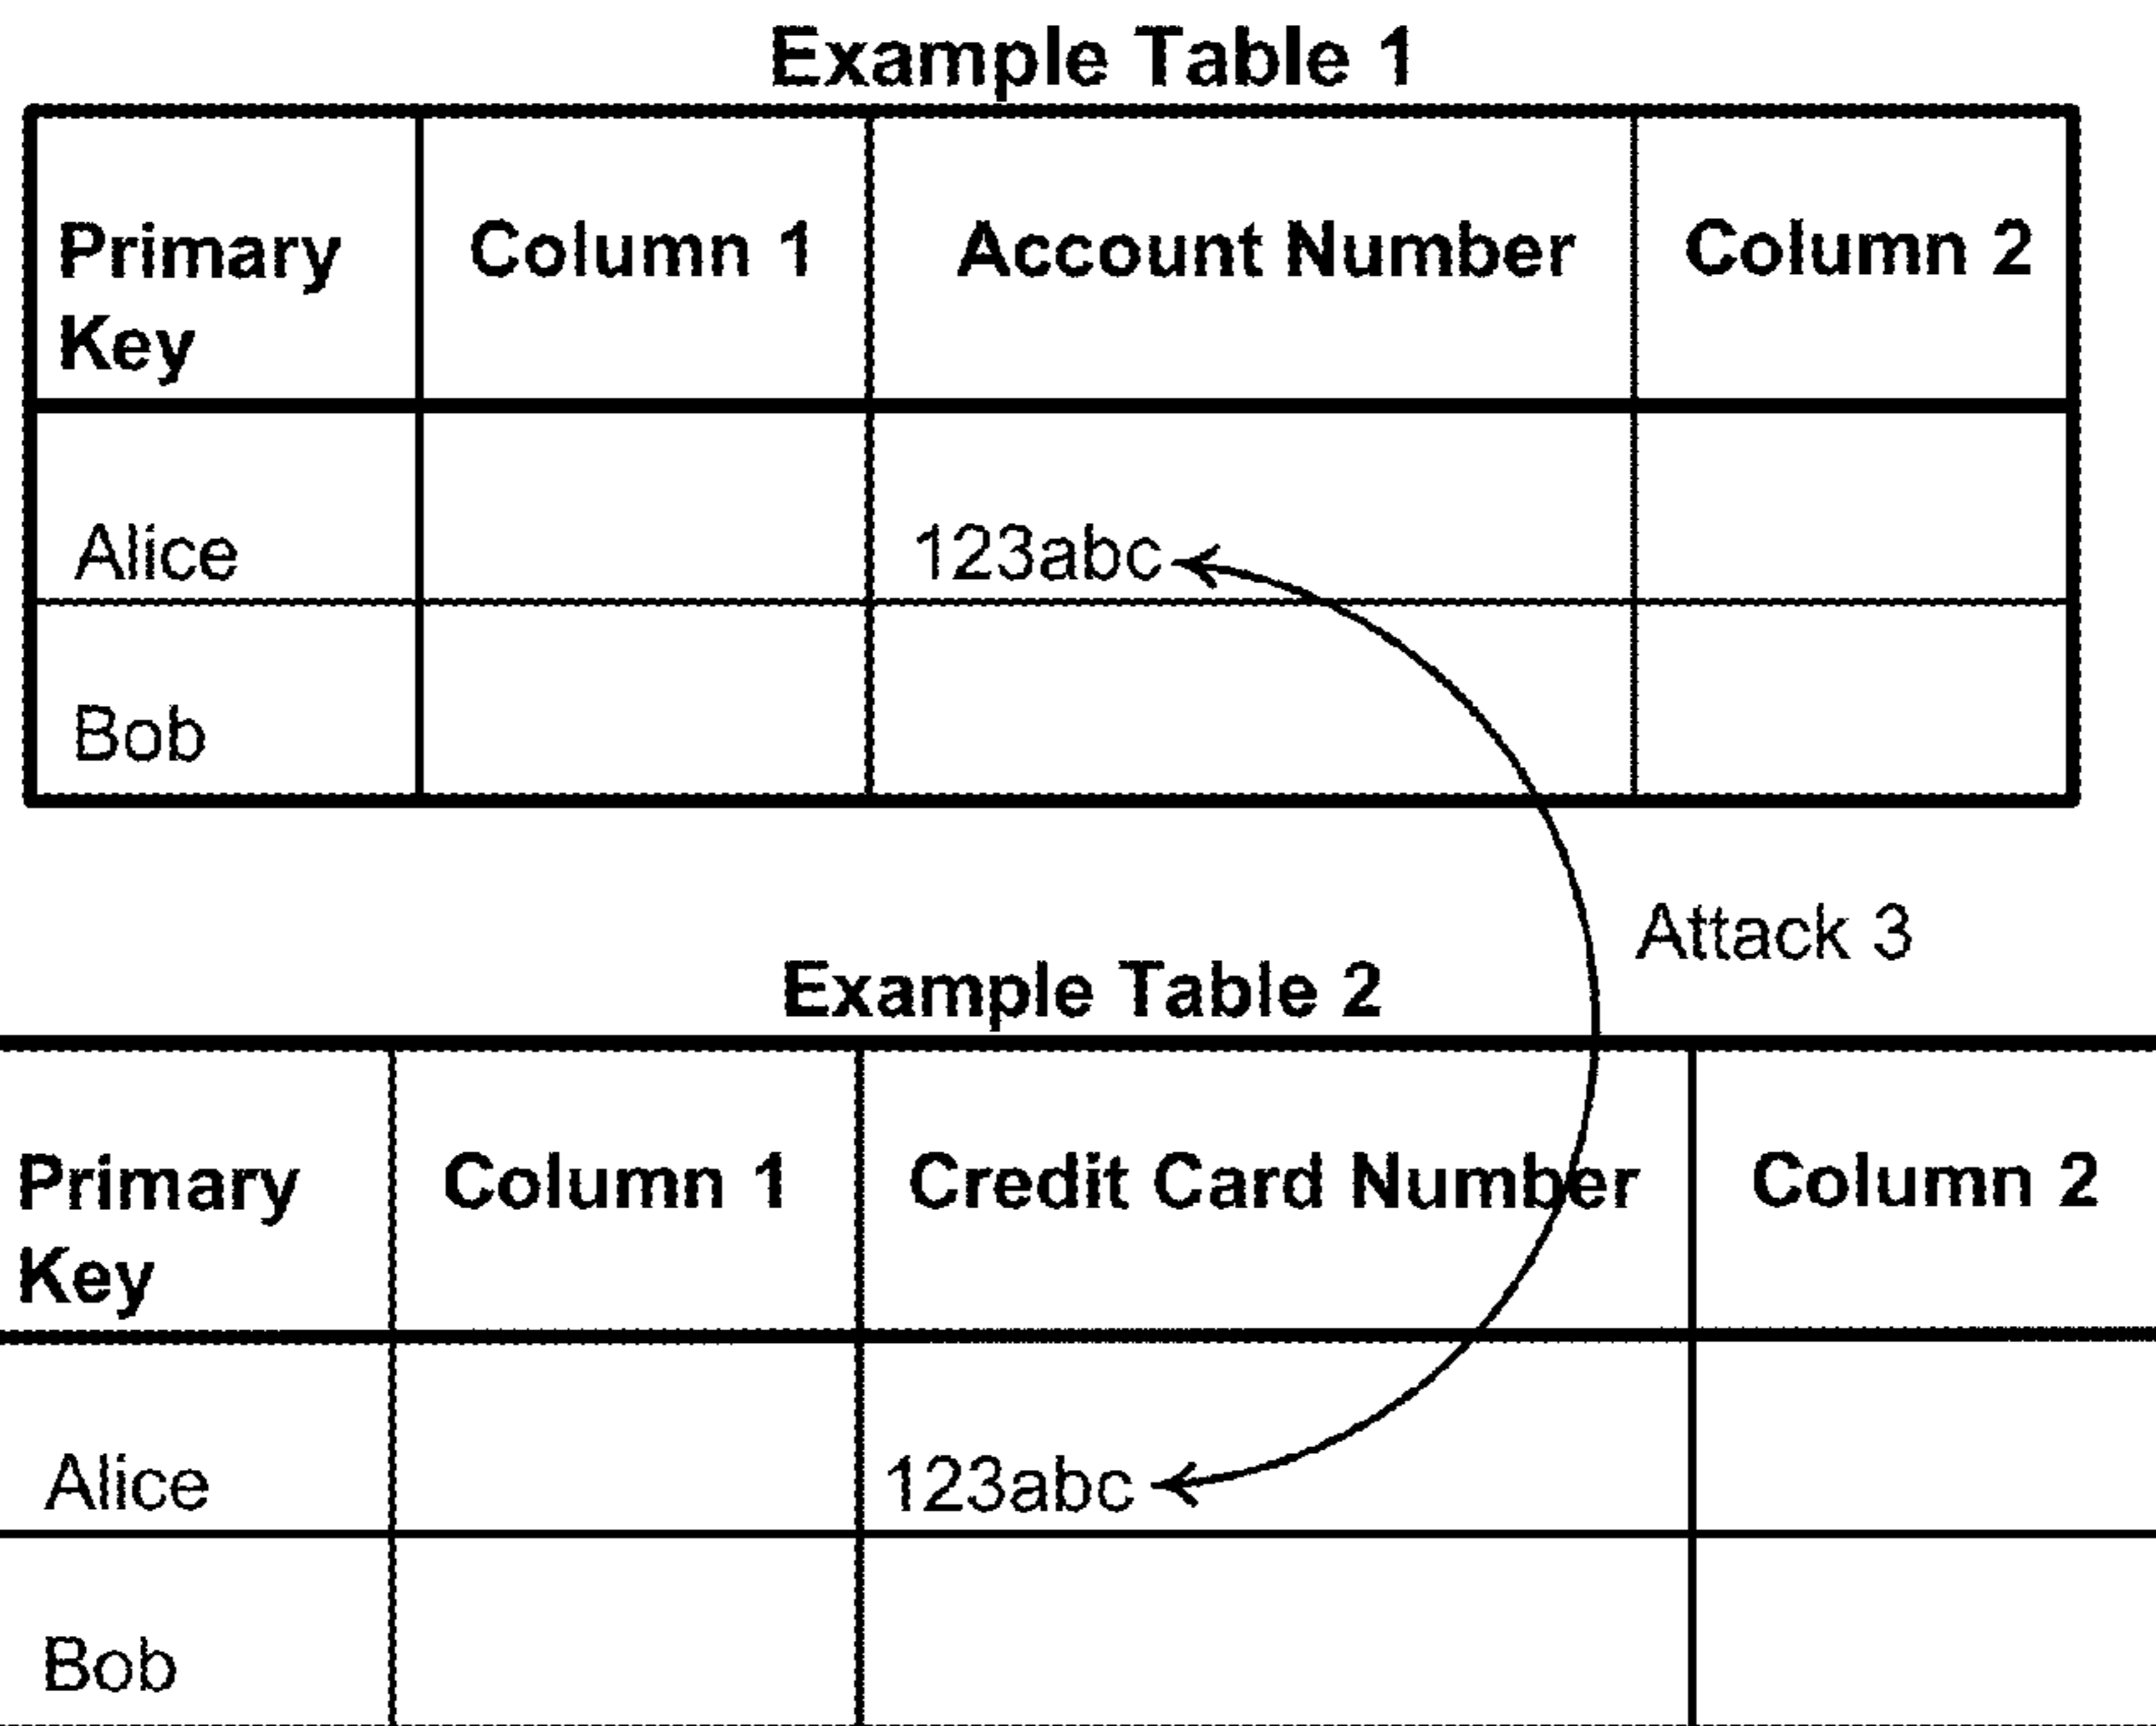 Example Table 1
Primary Key Column 1 Account Number Column 2
Alice 123abc
Bob
Attack 3
Example Table 2
Primary Key Column 1 Credit Card Number Column 2
Alice 123abc
Bob